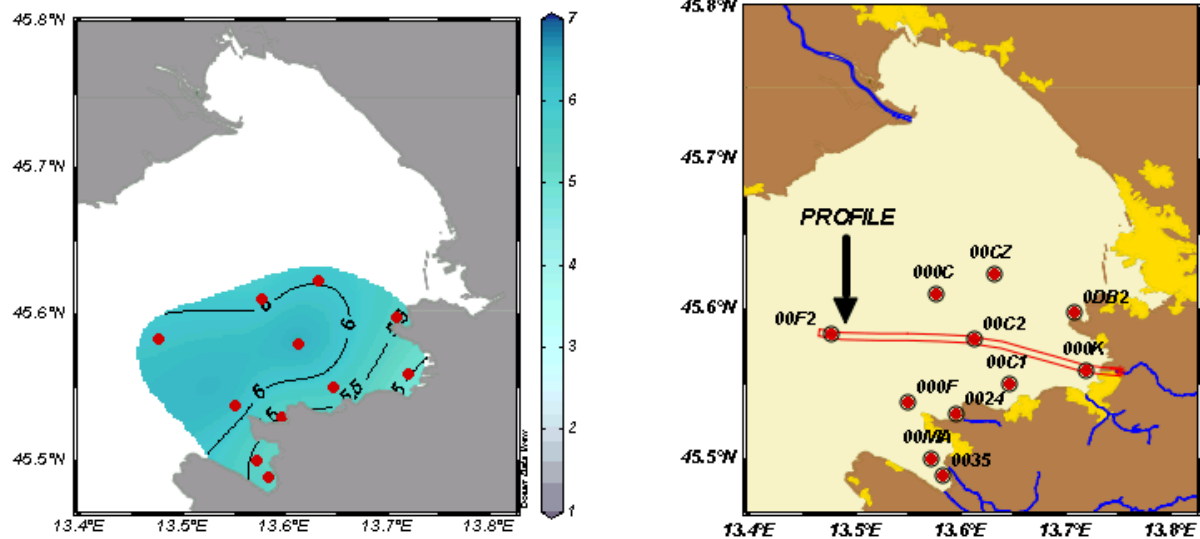 45.8°N
45.7°N
45.6°N
45.5°N
13.4°E
13.5°E
13.6°E
13.7°E
13.8°E
6
6
6
6
5.5
5.5
5
Ocean Data View
7
6
5
4
3
2
1
45.8°N
45.7°N
45.6°N
45.5°N
13.4°E
13.5°E
13.6°E
13.7°E
13.8°E
PROFILE
00CZ
000C
0DB2
00F2
00C2
000K
00C1
000F
0024
00MA
0035